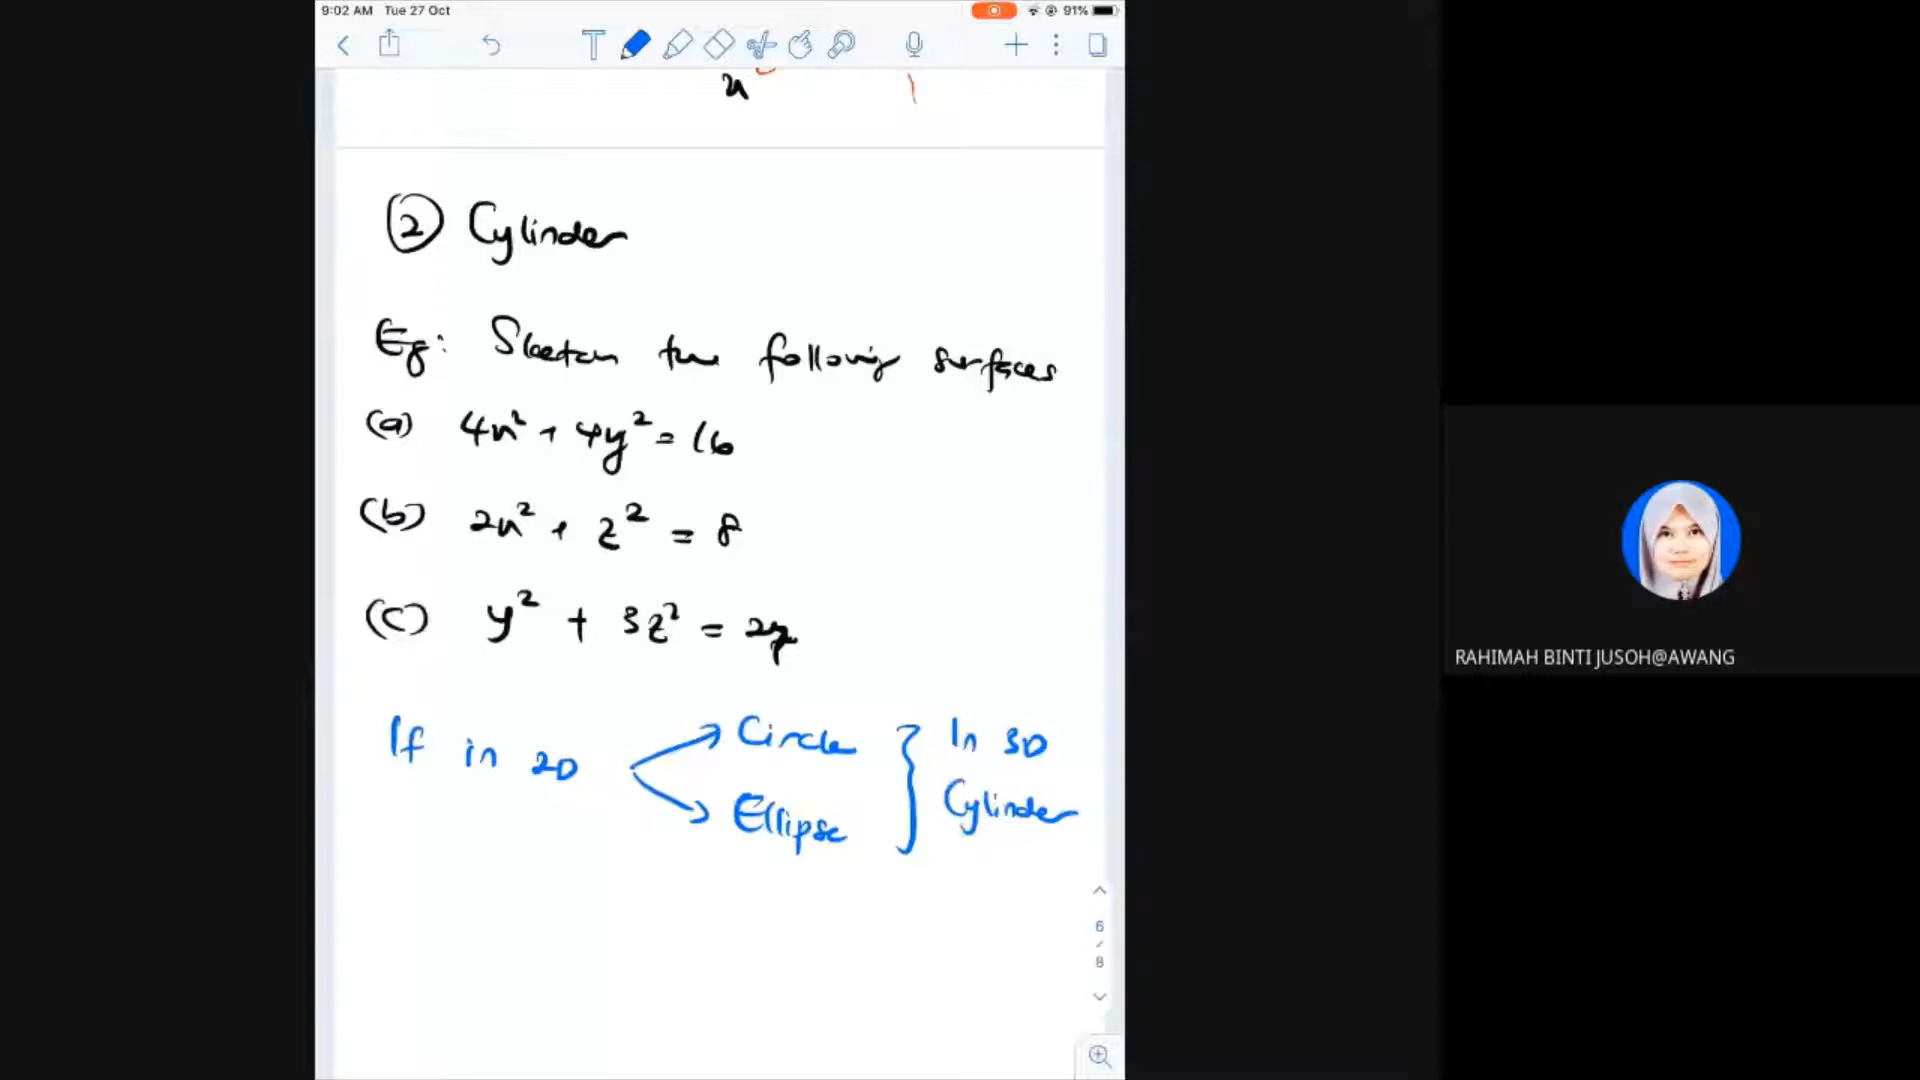 9:02 AM Tue 27 Oct
91%
x
② Cylinder
Eg: Sketch the following surfaces
(a) 4x² + 4y² = 16
(b) 2x² + z² = 8
(c) y² + 3z² = 27
If in 2D
Circle
Ellipse
In 3D
Cylinder
6
/
8
RAHIMAH BINTI JUSOH@AWANG